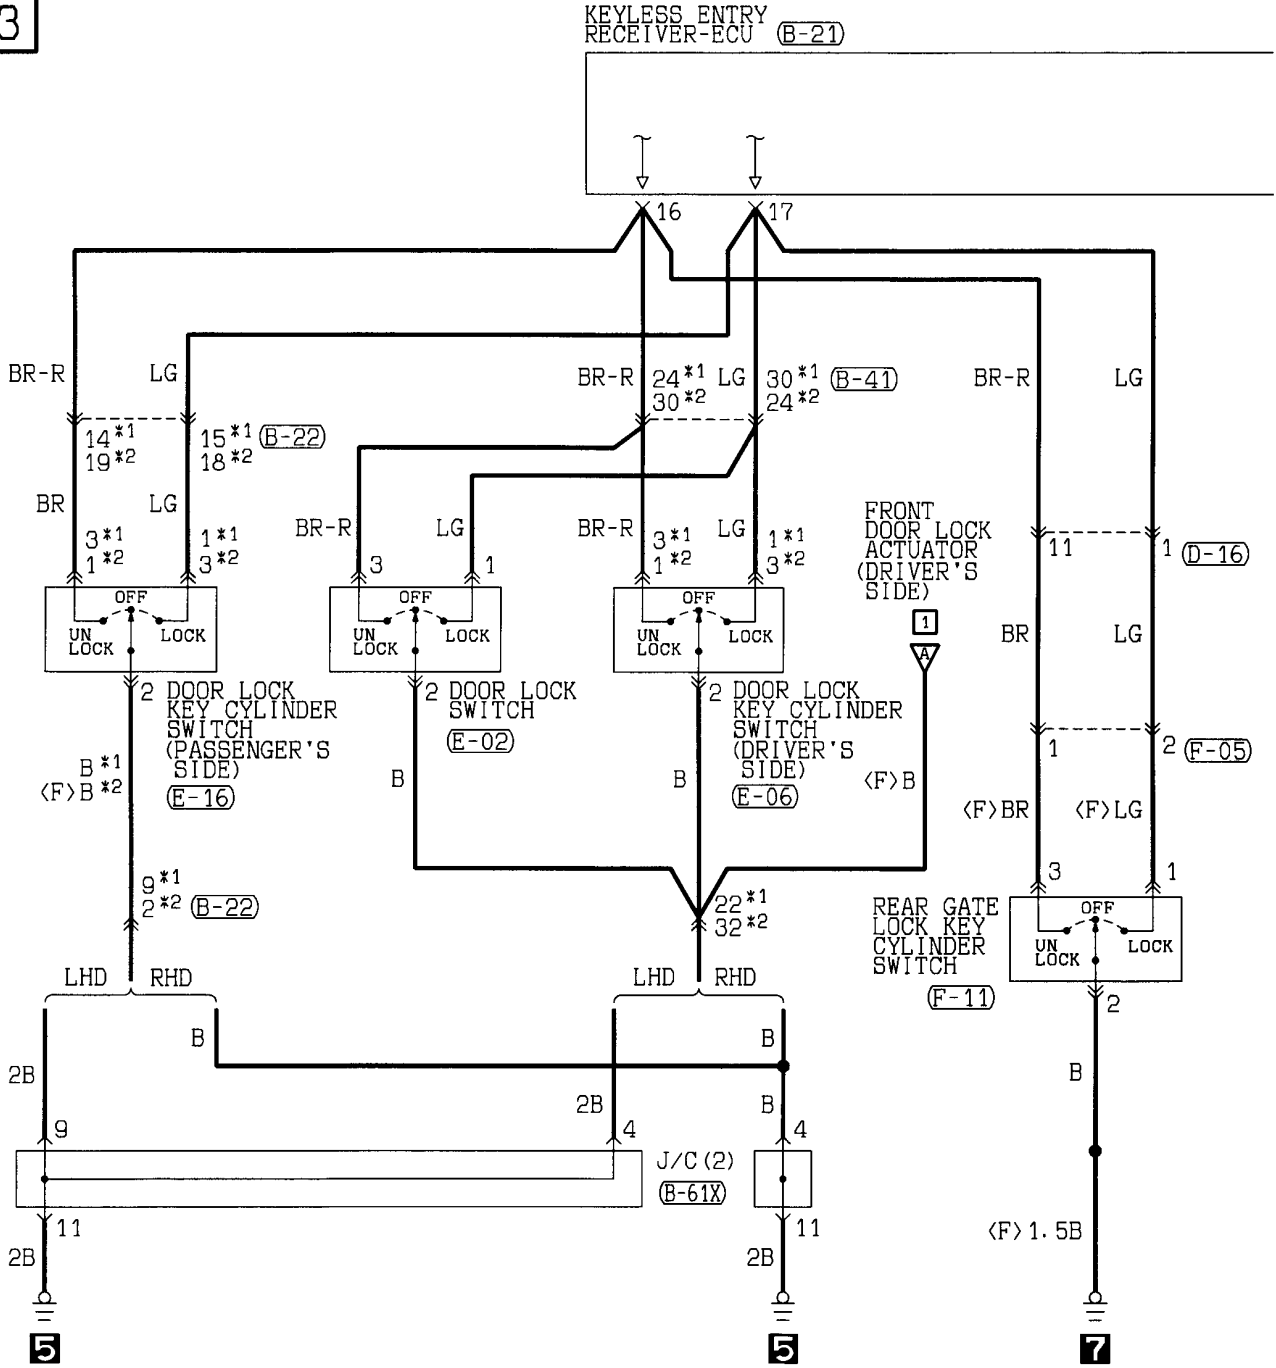 3
KEYLESS ENTRY
RECEIVER-ECU (B-21)
16
17
BR-R
LG
BR-R
24*1
30*2
LG
30*1
24*2
(B-41)
BR-R
LG
14*1
19*2
15*1
18*2
(B-22)
BR
LG
BR-R
LG
BR-R
LG
3*1
1*2
1*1
3*2
3
1
3*1
1*2
1*1
3*2
FRONT
DOOR LOCK
ACTUATOR
(DRIVER'S
SIDE)
1
A
11
1
(D-16)
OFF
UN
LOCK
LOCK
OFF
UN
LOCK
LOCK
OFF
UN
LOCK
LOCK
BR
LG
2
DOOR LOCK
KEY CYLINDER
SWITCH
(PASSENGER'S
SIDE)
(E-16)
2
DOOR LOCK
SWITCH
(E-02)
2
DOOR LOCK
KEY CYLINDER
SWITCH
(DRIVER'S
SIDE)
(E-06)
1
2
(F-05)
B*1
<F>B*2
B
B
<F>B
<F>BR
<F>LG
9*1
2*2
(B-22)
22*1
32*2
3
1
REAR GATE
LOCK KEY
CYLINDER
SWITCH
(F-11)
OFF
UN
LOCK
LOCK
2
LHD
RHD
LHD
RHD
B
B
2B
2B
B
B
9
4
4
J/C(2)
(B-61X)
11
11
2B
2B
<F>1.5B
5
5
7